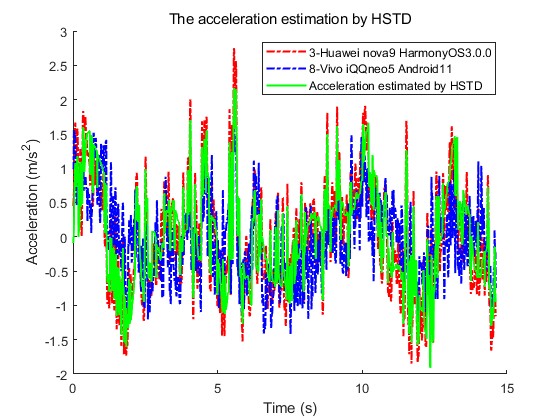 The acceleration estimation by HSTD
3
2.5
2
1.5
1
0.5
0
-0.5
-1
-1.5
-2
Acceleration (m/s²)
3-Huawei nova9 HarmonyOS3.0.0
8-Vivo iQQneo5 Android11
Acceleration estimated by HSTD
0 5 10 15
Time (s)